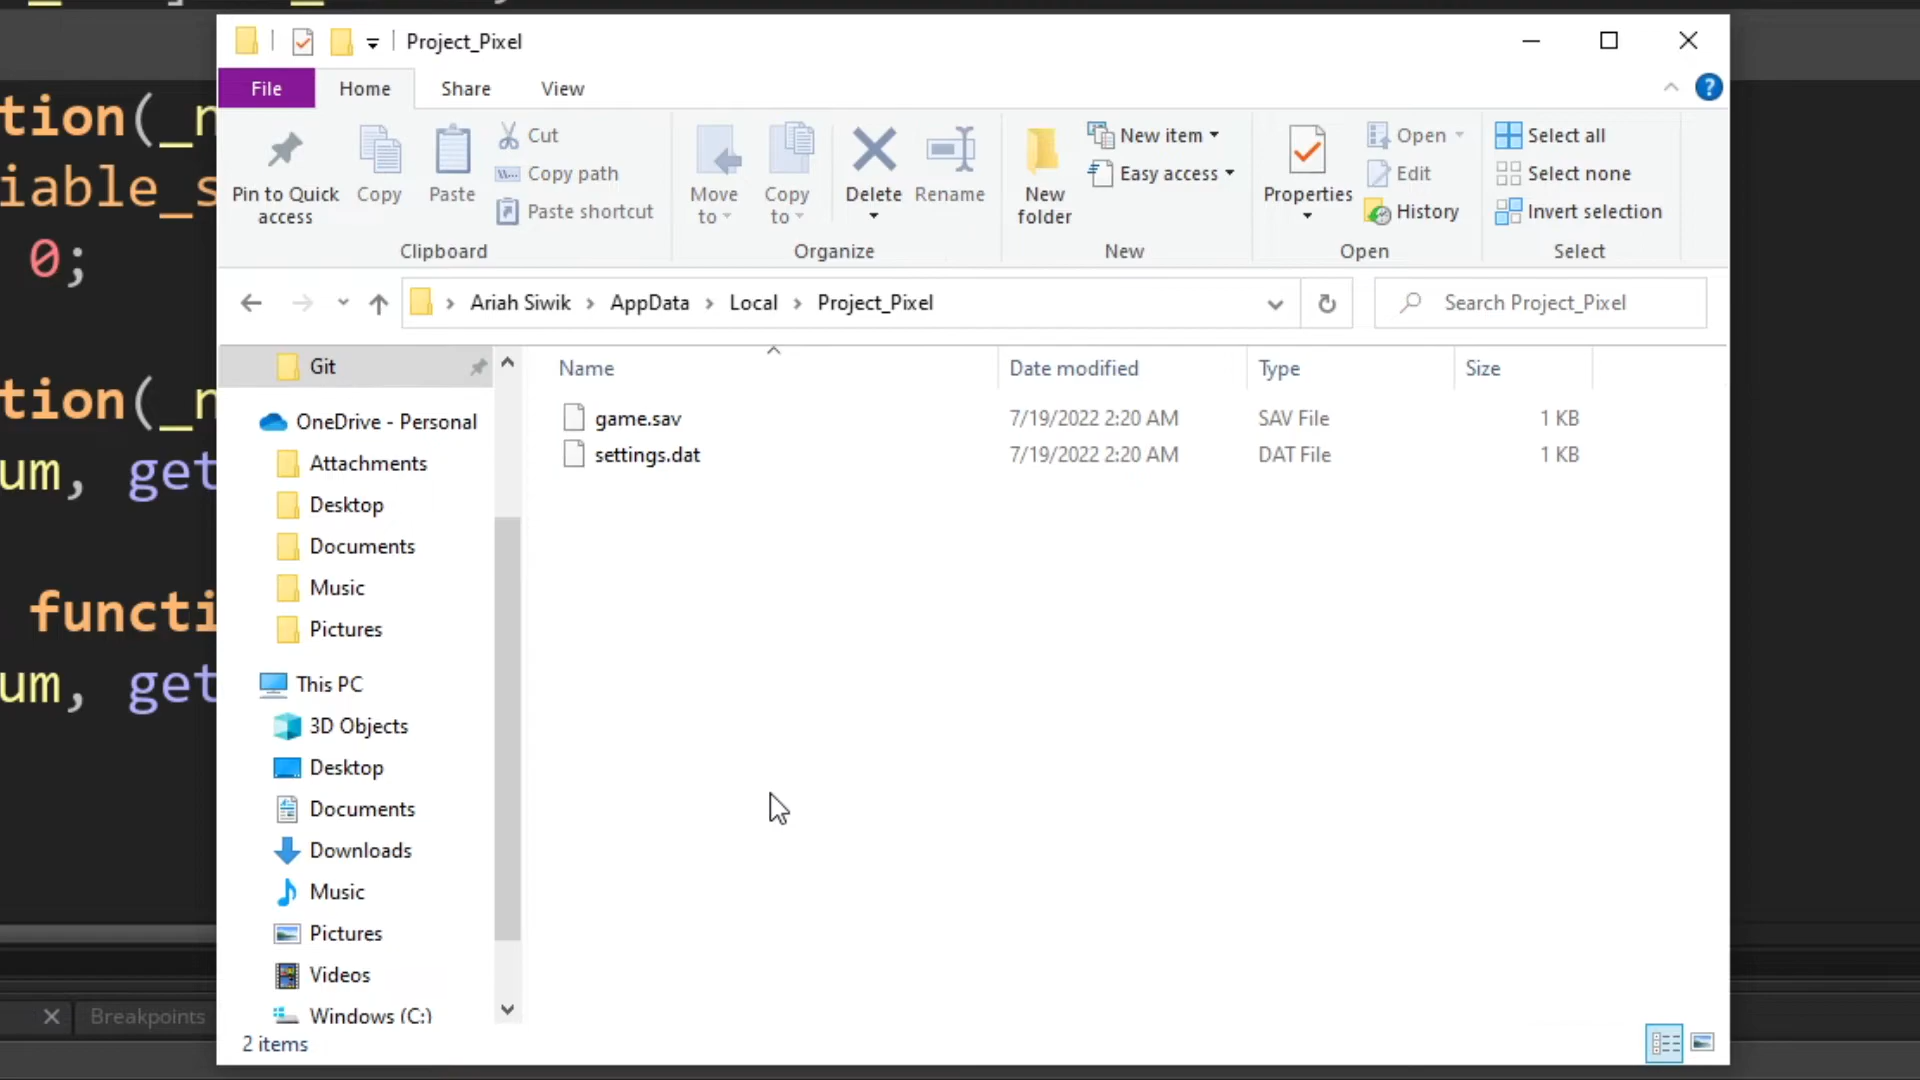 Project_Pixel
File Home Share View
tion(_n
iable_s
0;
tion(_n
um, get
functi
um, get
Pin to Quick access
Copy
Paste
Cut
Copy path
Paste shortcut
Clipboard
Move to
Copy to
Delete
Rename
Organize
New folder
New item
Easy access
New
Properties
Open
Edit
History
Open
Select all
Select none
Invert selection
Select
Ariah Siwik > AppData > Local > Project_Pixel
Search Project_Pixel
Git
OneDrive - Personal
Attachments
Desktop
Documents
Music
Pictures
This PC
3D Objects
Desktop
Documents
Downloads
Music
Pictures
Videos
Windows (C:)
Name Date modified Type Size
game.sav 7/19/2022 2:20 AM SAV File 1 KB
settings.dat 7/19/2022 2:20 AM DAT File 1 KB
Breakpoints
2 items